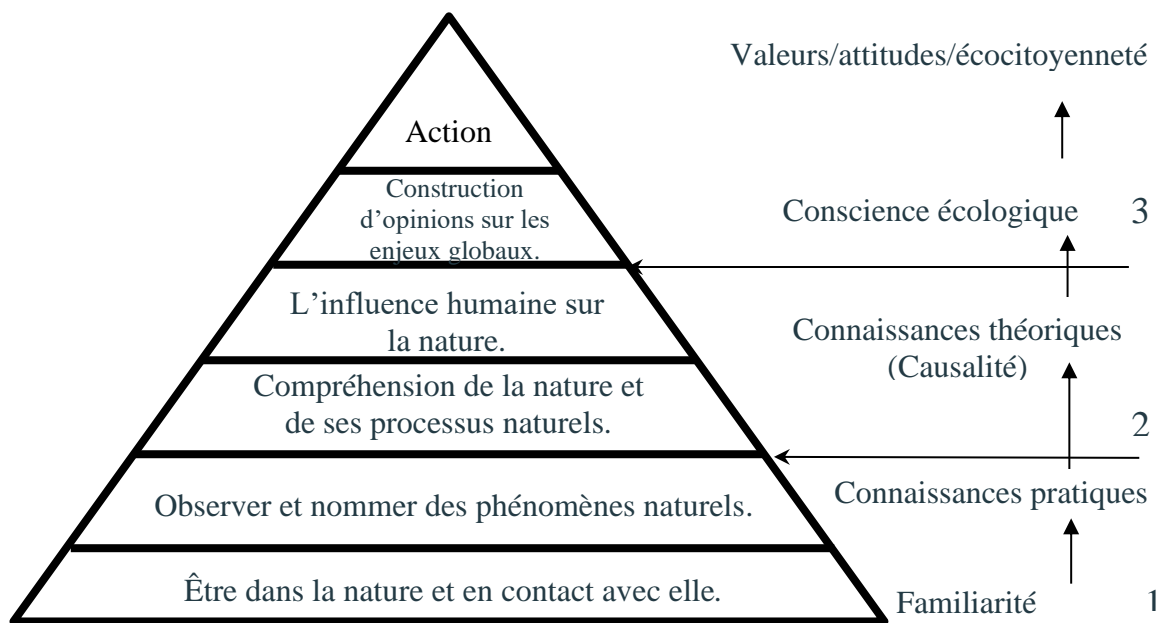 Valeurs/attitudes/écocitoyenneté
Action
Construction
d’opinions sur les
enjeux globaux.
Conscience écologique 3
L’influence humaine sur
la nature.
Connaissances théoriques
(Causalité)
Compréhension de la nature et
de ses processus naturels.
2
Connaissances pratiques
Observer et nommer des phénomènes naturels.
Être dans la nature et en contact avec elle.
Familiarité 1